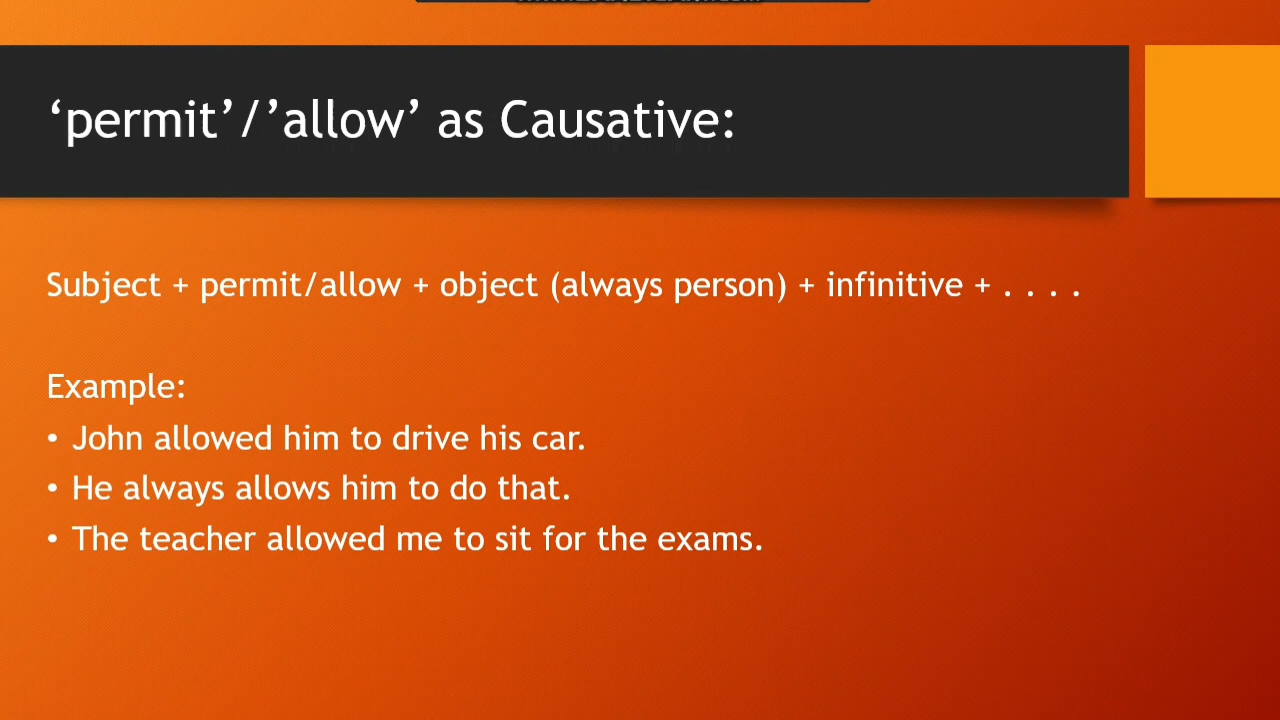 ‘permit’/’allow’ as Causative:
Subject + permit/allow + object (always person) + infinitive + . . . .
Example:
• John allowed him to drive his car.
• He always allows him to do that.
• The teacher allowed me to sit for the exams.